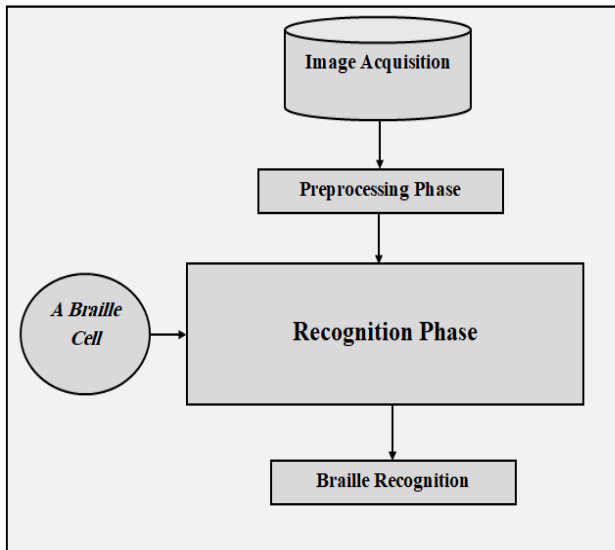 Image Acquisition
Preprocessing Phase
A Braille
Cell
Recognition Phase
Braille Recognition